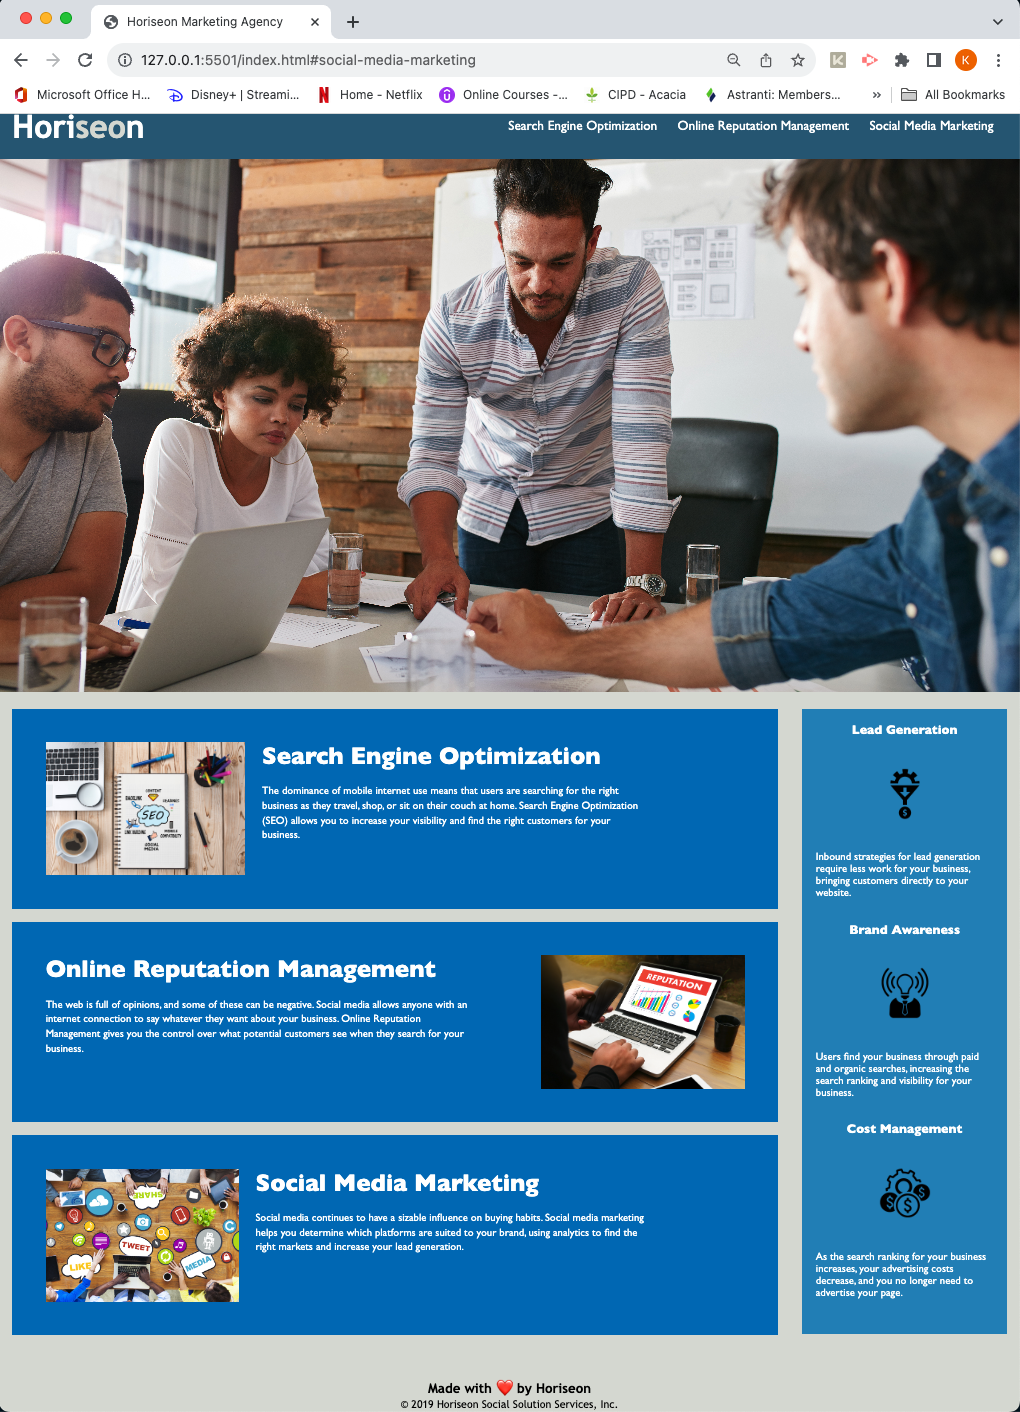 Horiseon Marketing Agency
127.0.0.1:5501/index.html#social-media-marketing
K
K
Microsoft Office H...
Disney+ | Streami...
Home - Netflix
Online Courses -...
CIPD - Acacia
Astranti: Members...
»
All Bookmarks
Horiseon
Search Engine Optimization
Online Reputation Management
Social Media Marketing
SEO
CONTENT
SOCIAL
MEDIA
LINK BUILDING
Search Engine Optimization
The dominance of mobile internet use means that users are searching for the right
business as they travel, shop, or sit on their couch at home. Search Engine Optimization
(SEO) allows you to increase your visibility and find the right customers for your
business.
Online Reputation Management
The web is full of opinions, and some of these can be negative. Social media allows anyone with an
internet connection to say whatever they want about your business. Online Reputation
Management gives you the control over what potential customers see when they search for your
business.
REPUTATION
SHARE
TWEET
LIKE
MEDIA
Social Media Marketing
Social media continues to have a sizable influence on buying habits. Social media marketing
helps you determine which platforms are suited to your brand, using analytics to find the
right markets and increase your lead generation.
Lead Generation
$
Inbound strategies for lead generation
require less work for your business,
bringing customers directly to your
website.
Brand Awareness
Users find your business through paid
and organic searches, increasing the
search ranking and visibility for your
business.
Cost Management
$ $ $
As the search ranking for your business
increases, your advertising costs
decrease, and you no longer need to
advertise your page.
Made with ❤️ by Horiseon
© 2019 Horiseon Social Solution Services, Inc.